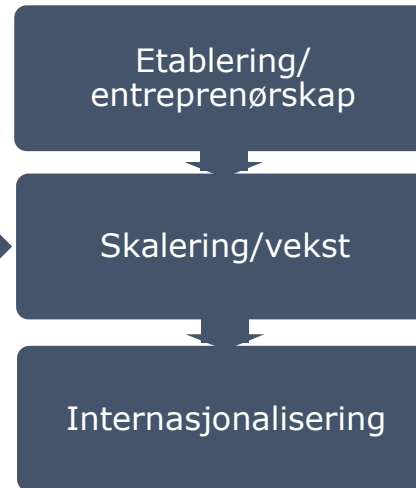 Etablering/
entreprenørskap
Skalering/vekst
Internasjonalisering